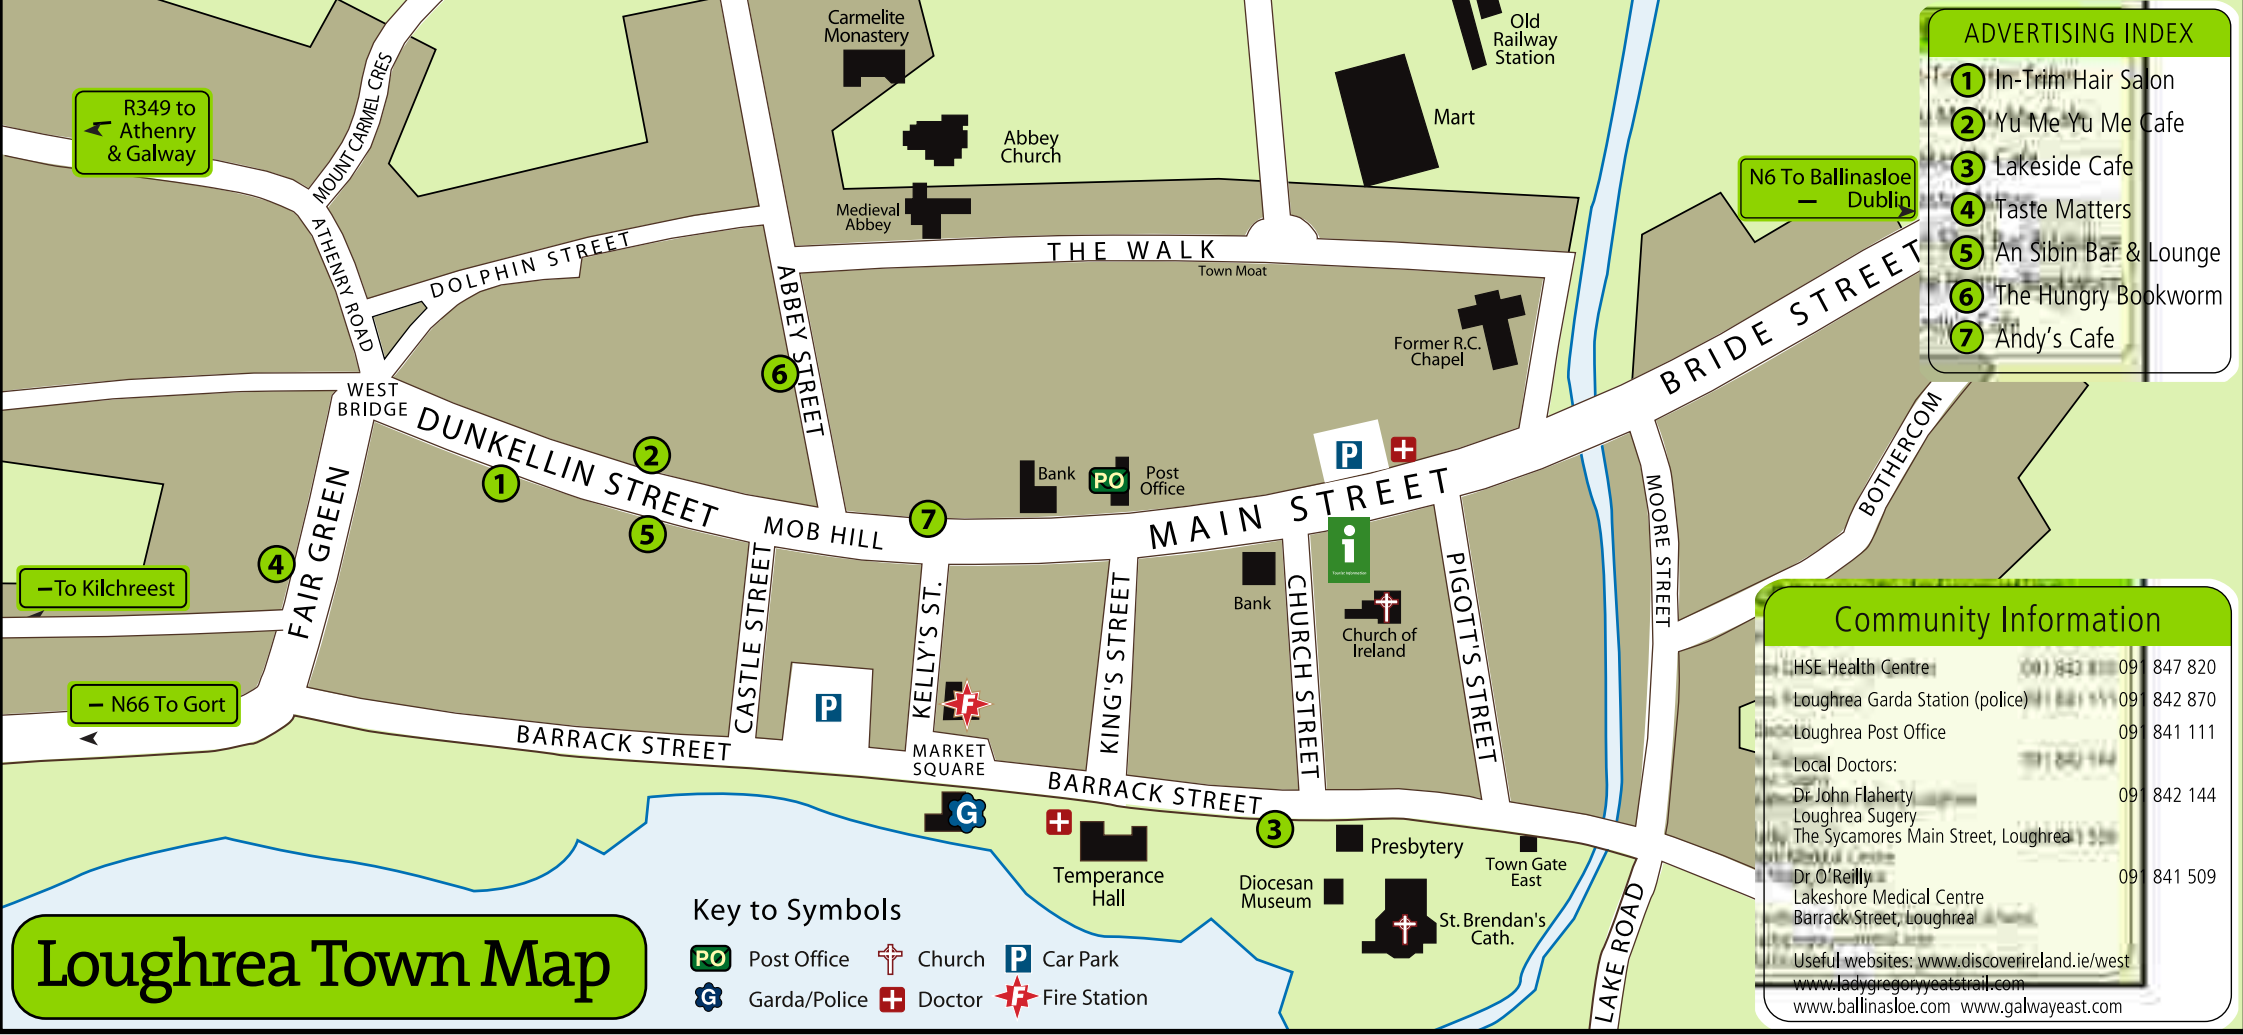 Carmelite
Monastery
Old
Railway
Station
ADVERTISING INDEX
1 In-Trim Hair Salon
2 Yu Me Yu Me Cafe
3 Lakeside Cafe
4 Taste Matters
5 An Sibin Bar & Lounge
6 The Hungry Bookworm
7 Andy's Cafe
R349 to
Athenry
& Galway
MOUNT CARMEL CRES
Abbey
Church
Mart
N6 To Ballinasloe
Dublin
Medieval
Abbey
ATHENRY ROAD
DOLPHIN STREET
THE WALK
Town Moat
ABBEY STREET
Former R.C.
Chapel
BRIDE STREET
WEST
BRIDGE
6
DUNKELLIN STREET
2
1
5
MOB HILL
7
Bank
PO
Post
Office
P
MAIN STREET
MOORE STREET
BOTHERCOM
FAIR GREEN
4
To Kilchreest
N66 To Gort
CASTLE STREET
KELLY'S ST.
KING'S STREET
Bank
CHURCH STREET
i
Tourist Information
Church of
Ireland
PIGOTT'S STREET
P
F
BARRACK STREET
MARKET
SQUARE
BARRACK STREET
G
3
Temperance
Hall
Presbytery
Diocesan
Museum
Town Gate
East
St. Brendan's
Cath.
LAKE ROAD
Loughrea Town Map
Key to Symbols
PO Post Office
Church
P Car Park
G Garda/Police
Doctor
F Fire Station
Community Information
HSE Health Centre 091 847 820
Loughrea Garda Station (police) 091 842 870
Loughrea Post Office 091 841 111
Local Doctors:
Dr John Flaherty 091 842 144
Loughrea Sugery
The Sycamores Main Street, Loughrea
Dr O'Reilly 091 841 509
Lakeshore Medical Centre
Barrack Street, Loughrea
Useful websites: www.discoverireland.ie/west
www.ladygregoryyeatstrail.com
www.ballinasloe.com www.galwayeast.com